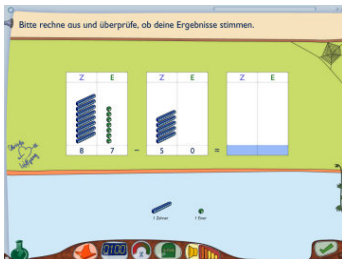 Bitte rechne aus und überprüfe, ob deine Ergebnisse stimmen.
Z E Z E Z E
8 7 - 5 0 =
1 Zehner 1 Einer